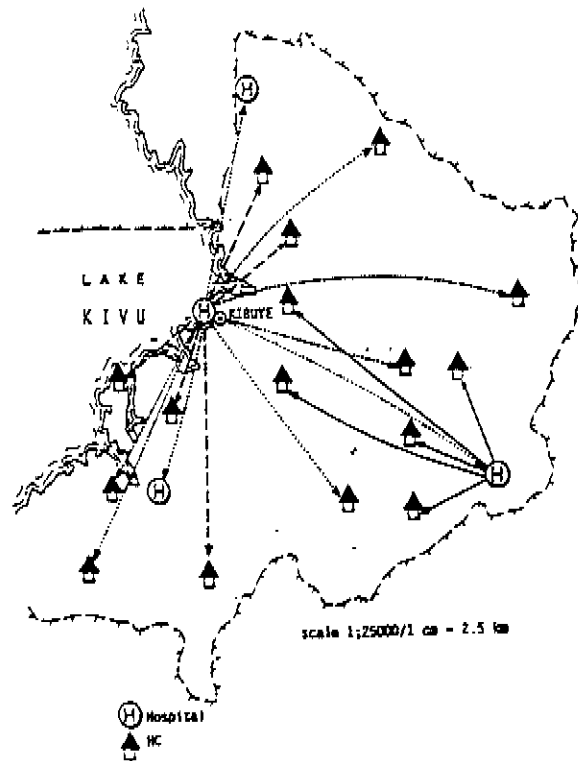 H
LAKE
KIVU
H
KIBUYE
H
H
scale 1;25000/1 cm = 2.5 km
H Hospital
HC